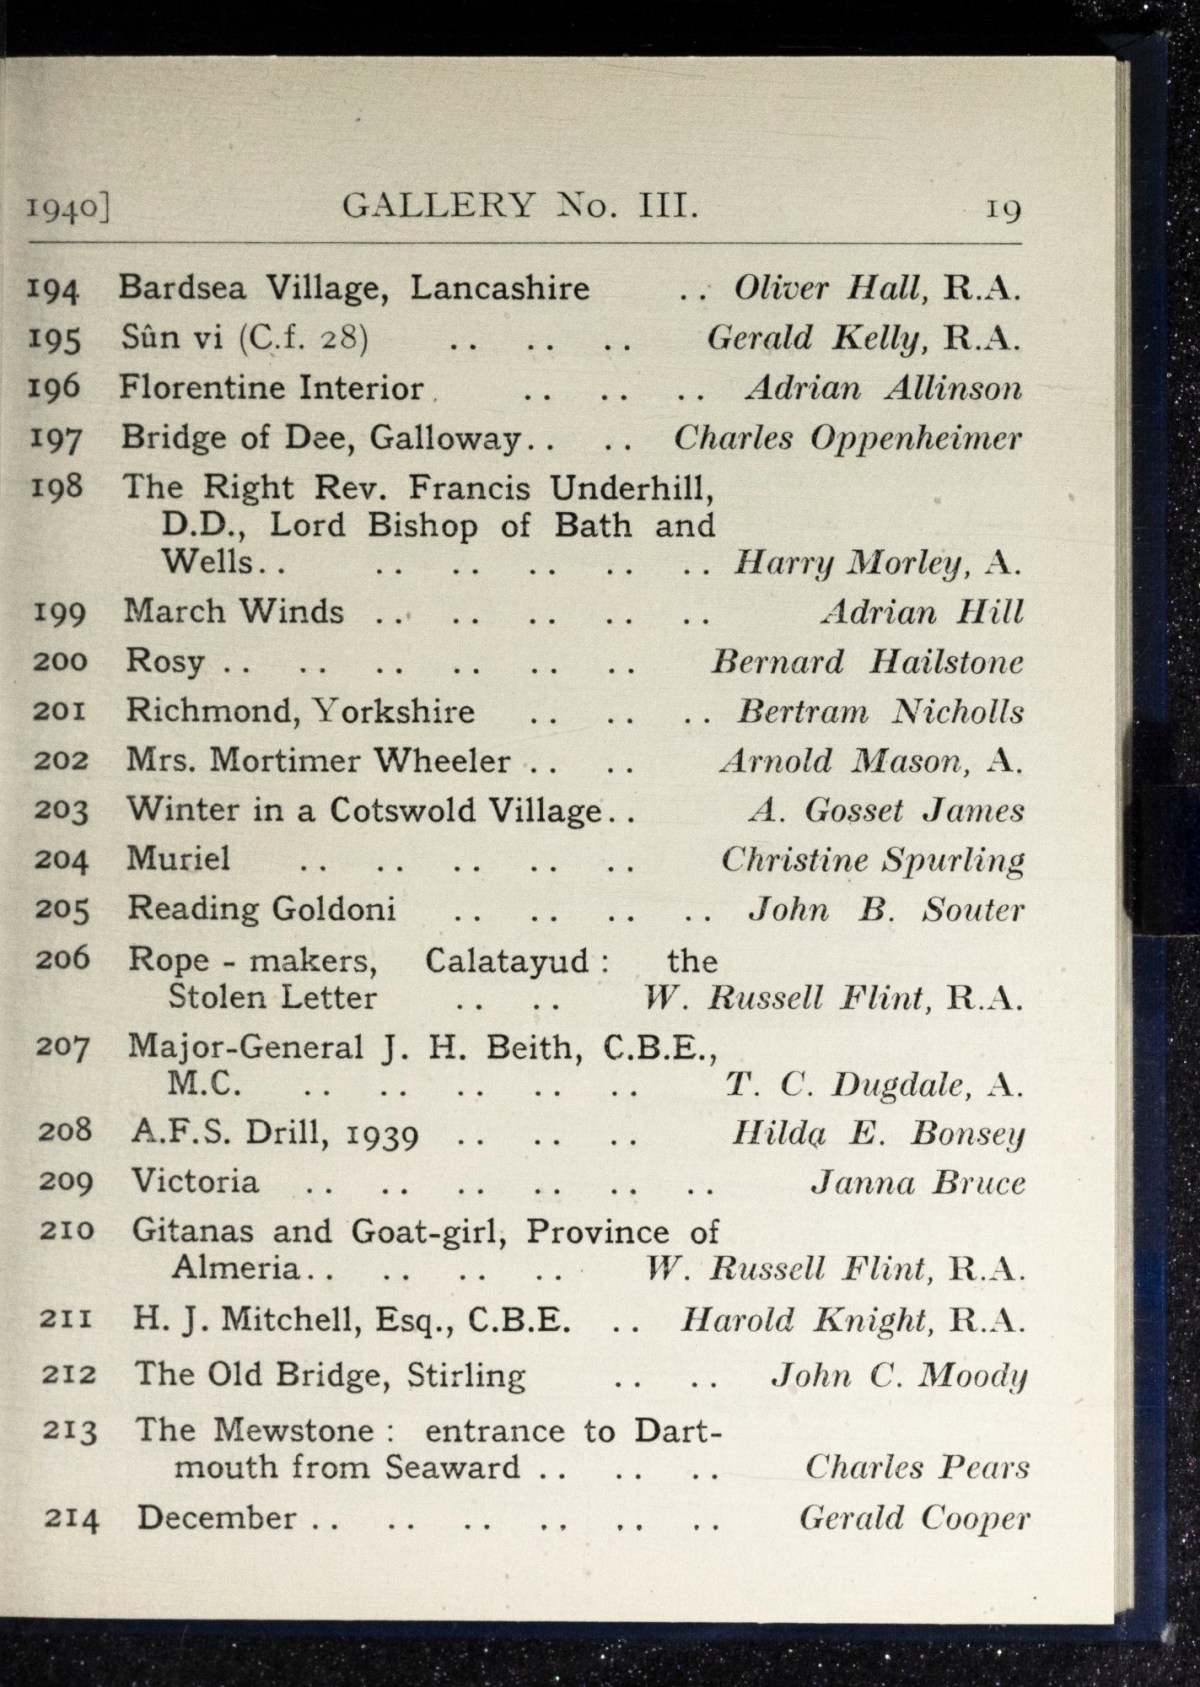 1940] GALLERY No. III. 19
194 Bardsea Village, Lancashire .. Oliver Hall, R.A.
195 Sûn vi (C.f. 28) .. .. .. Gerald Kelly, R.A.
196 Florentine Interior .. .. .. Adrian Allinson
197 Bridge of Dee, Galloway.. .. Charles Oppenheimer
198 The Right Rev. Francis Underhill,
D.D., Lord Bishop of Bath and
Wells.. .. .. .. .. .. Harry Morley, A.
199 March Winds .. .. .. .. .. Adrian Hill
200 Rosy .. .. .. .. .. .. Bernard Hailstone
201 Richmond, Yorkshire .. .. .. Bertram Nicholls
202 Mrs. Mortimer Wheeler .. .. Arnold Mason, A.
203 Winter in a Cotswold Village.. A. Gosset James
204 Muriel .. .. .. .. .. Christine Spurling
205 Reading Goldoni .. .. .. .. John B. Souter
206 Rope - makers, Calatayud : the
Stolen Letter .. .. W. Russell Flint, R.A.
207 Major-General J. H. Beith, C.B.E.,
M.C. .. .. .. .. .. T. C. Dugdale, A.
208 A.F.S. Drill, 1939 .. .. .. Hilda E. Bonsey
209 Victoria .. .. .. .. .. .. Janna Bruce
210 Gitanas and Goat-girl, Province of
Almeria.. .. .. .. W. Russell Flint, R.A.
211 H. J. Mitchell, Esq., C.B.E. .. Harold Knight, R.A.
212 The Old Bridge, Stirling .. .. John C. Moody
213 The Mewstone : entrance to Dart-
mouth from Seaward .. .. .. Charles Pears
214 December .. .. .. .. .. .. Gerald Cooper